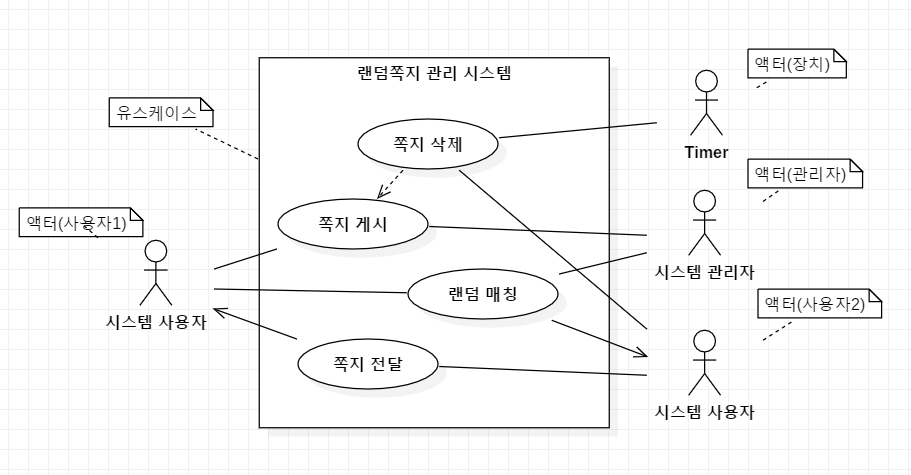 랜덤쪽지 관리 시스템
액터(장치)
유스케이스
쪽지 삭제
Timer
액터(관리자)
액터(사용자1)
쪽지 게시
시스템 관리자
랜덤 매칭
액터(사용자2)
시스템 사용자
쪽지 전달
시스템 사용자